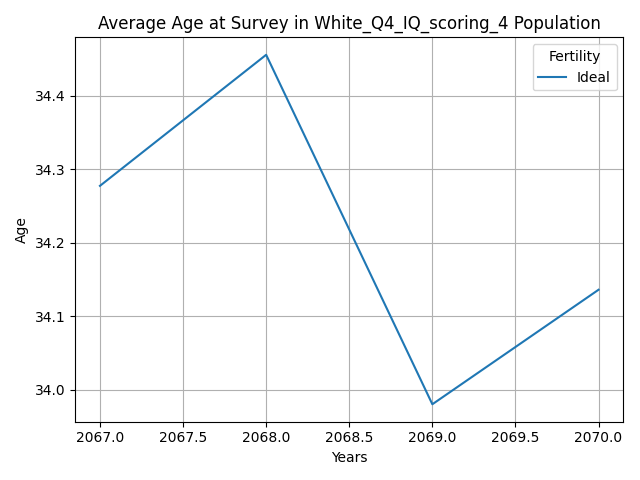 Average Age at Survey in White_Q4_IQ_scoring_4 Population
Fertility
Ideal
34.4
34.3
34.2
34.1
34.0
Age
2067.0 2067.5 2068.0 2068.5 2069.0 2069.5 2070.0
Years